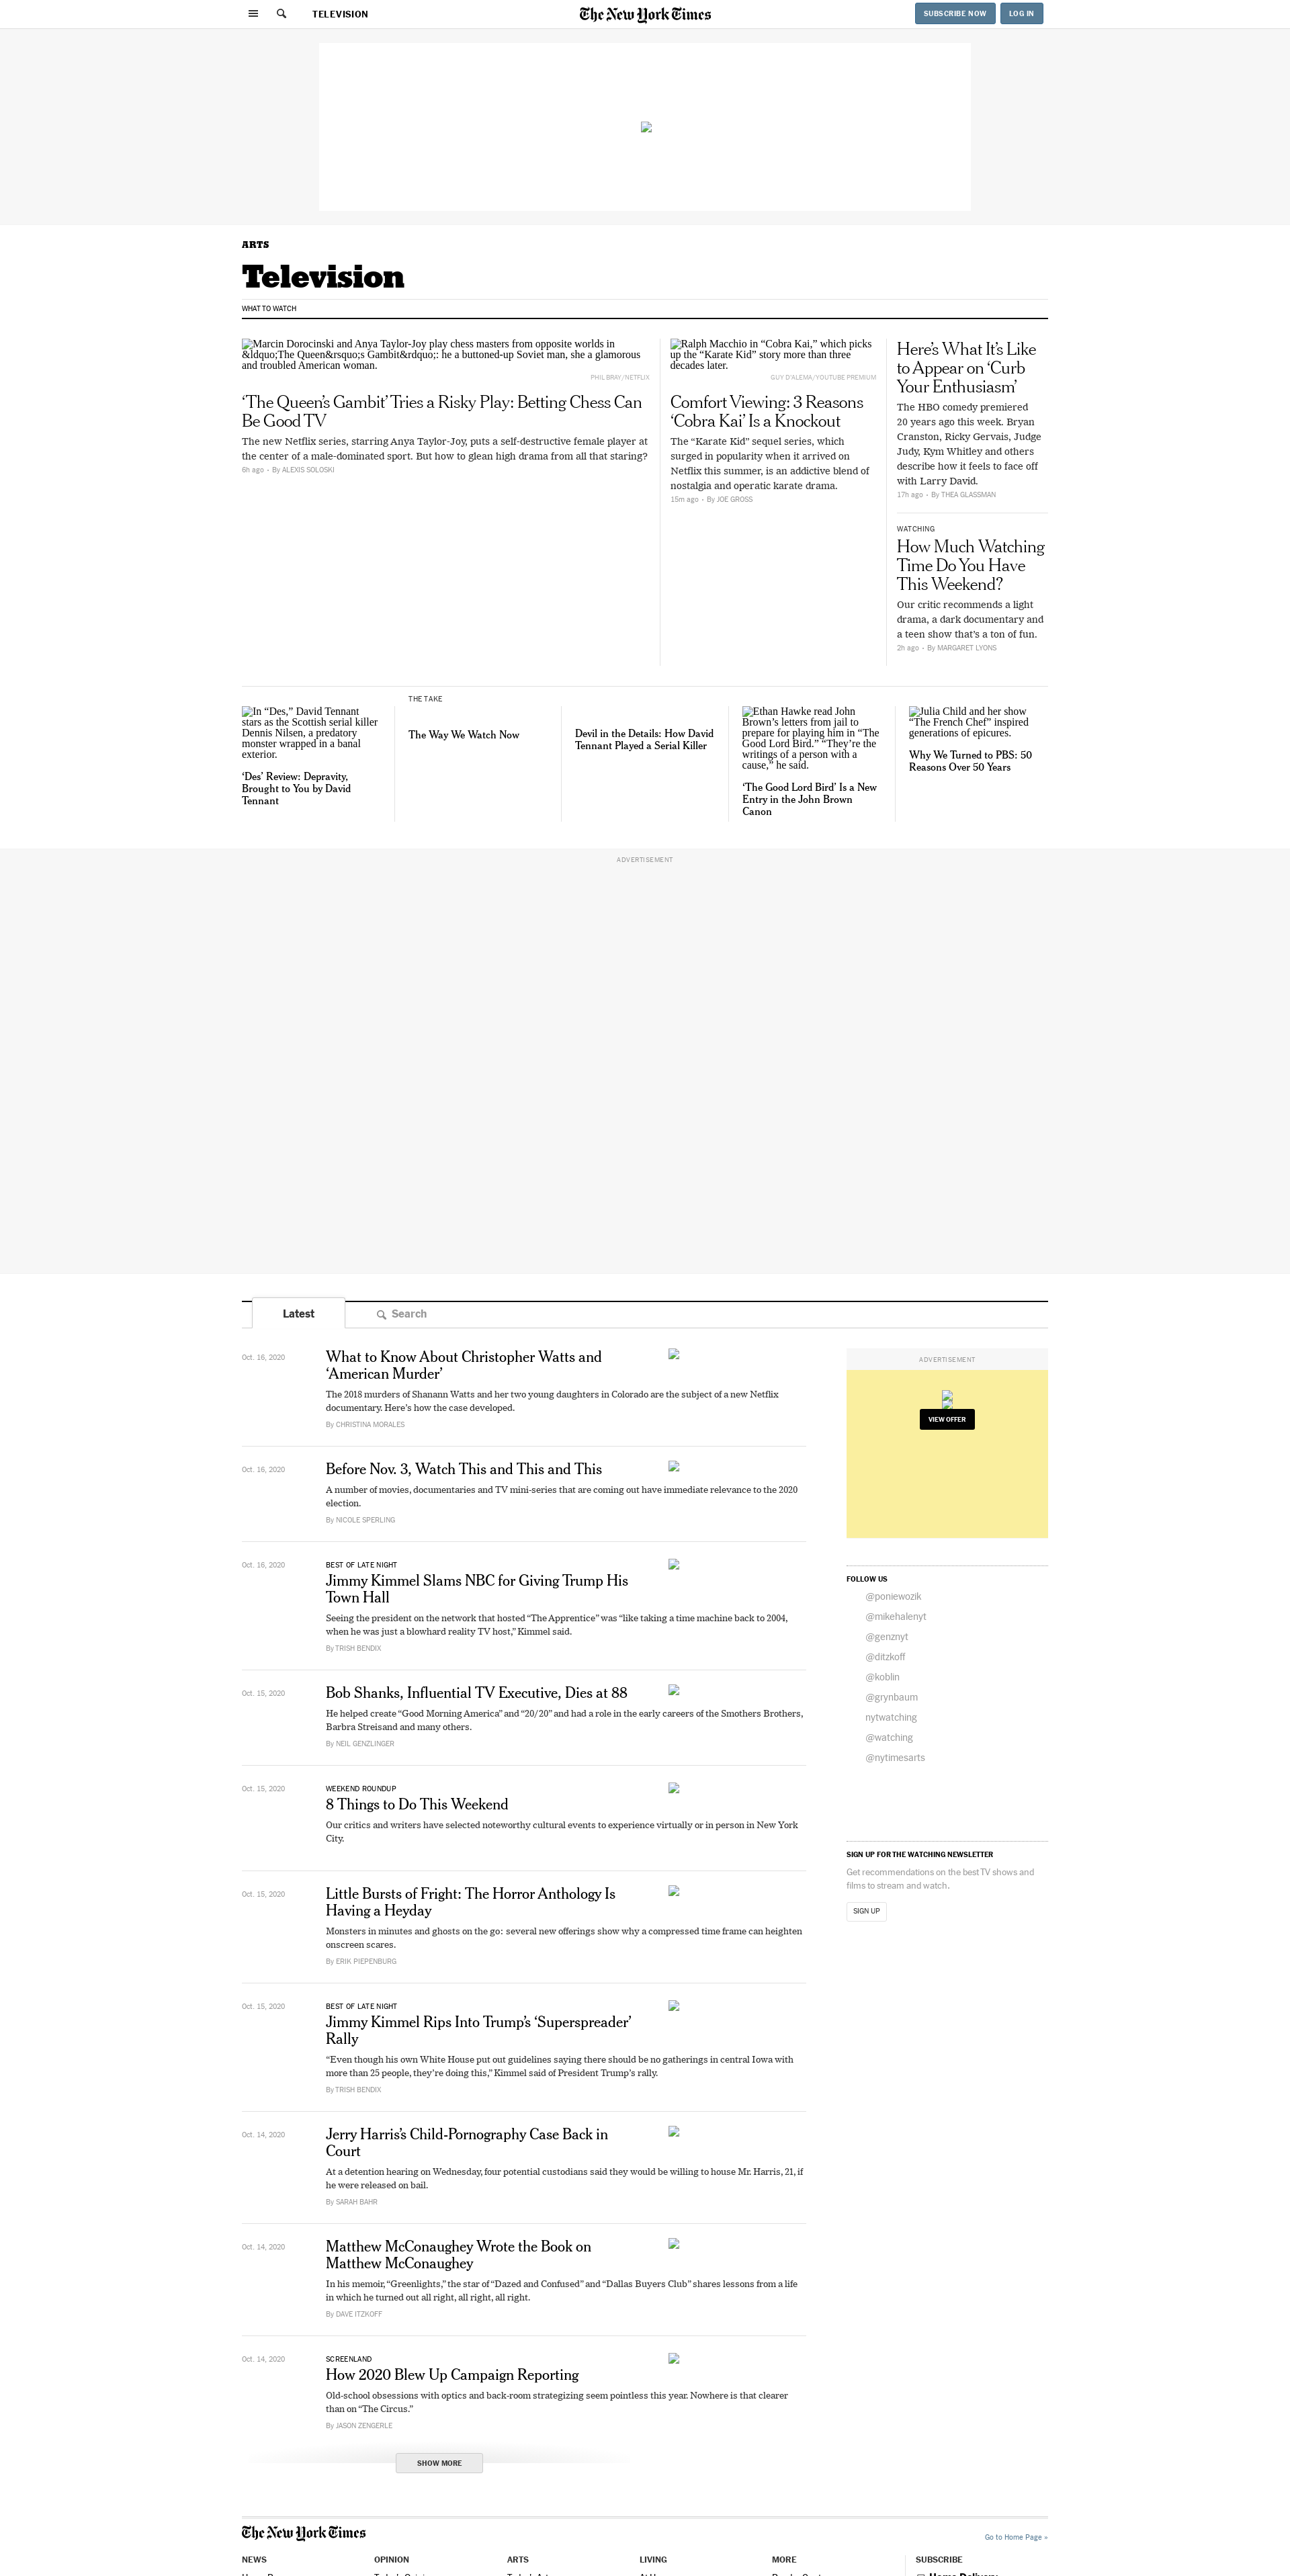 TELEVISION
The New York Times
SUBSCRIBE NOW
LOG IN
ARTS
Television
WHAT TO WATCH
Marcin Dorocinski and Anya Taylor-Joy play chess masters from opposite worlds in
&ldquo;The Queen&rsquo;s Gambit&rdquo;: he a buttoned-up Soviet man, she a glamorous
and troubled American woman.
PHIL BRAY/NETFLIX
‘The Queen’s Gambit’ Tries a Risky Play: Betting Chess Can
Be Good TV
The new Netflix series, starring Anya Taylor-Joy, puts a self-destructive female player at
the center of a male-dominated sport. But how to glean high drama from all that staring?
6h ago • By ALEXIS SOLOSKI
Ralph Macchio in “Cobra Kai,” which picks
up the “Karate Kid” story more than three
decades later.
GUY D'ALEMA/YOUTUBE PREMIUM
Comfort Viewing: 3 Reasons
‘Cobra Kai’ Is a Knockout
The “Karate Kid” sequel series, which
surged in popularity when it arrived on
Netflix this summer, is an addictive blend of
nostalgia and operatic karate drama.
15m ago • By JOE GROSS
Here’s What It’s Like
to Appear on ‘Curb
Your Enthusiasm’
The HBO comedy premiered
20 years ago this week. Bryan
Cranston, Ricky Gervais, Judge
Judy, Kym Whitley and others
describe how it feels to face off
with Larry David.
17h ago • By THEA GLASSMAN
WATCHING
How Much Watching
Time Do You Have
This Weekend?
Our critic recommends a light
drama, a dark documentary and
a teen show that’s a ton of fun.
2h ago • By MARGARET LYONS
In “Des,” David Tennant
stars as the Scottish serial killer
Dennis Nilsen, a predatory
monster wrapped in a banal
exterior.
‘Des’ Review: Depravity,
Brought to You by David
Tennant
THE TAKE
The Way We Watch Now
Devil in the Details: How David
Tennant Played a Serial Killer
Ethan Hawke read John
Brown’s letters from jail to
prepare for playing him in “The
Good Lord Bird.” “They’re the
writings of a person with a
cause,” he said.
‘The Good Lord Bird’ Is a New
Entry in the John Brown
Canon
Julia Child and her show
“The French Chef” inspired
generations of epicures.
Why We Turned to PBS: 50
Reasons Over 50 Years
ADVERTISEMENT
Latest
Search
Oct. 16, 2020
What to Know About Christopher Watts and
‘American Murder’
The 2018 murders of Shanann Watts and her two young daughters in Colorado are the subject of a new Netflix
documentary. Here’s how the case developed.
By CHRISTINA MORALES
Oct. 16, 2020
Before Nov. 3, Watch This and This and This
A number of movies, documentaries and TV mini-series that are coming out have immediate relevance to the 2020
election.
By NICOLE SPERLING
Oct. 16, 2020
BEST OF LATE NIGHT
Jimmy Kimmel Slams NBC for Giving Trump His
Town Hall
Seeing the president on the network that hosted “The Apprentice” was “like taking a time machine back to 2004,
when he was just a blowhard reality TV host,” Kimmel said.
By TRISH BENDIX
Oct. 15, 2020
Bob Shanks, Influential TV Executive, Dies at 88
He helped create “Good Morning America” and “20/20” and had a role in the early careers of the Smothers Brothers,
Barbra Streisand and many others.
By NEIL GENZLINGER
Oct. 15, 2020
WEEKEND ROUNDUP
8 Things to Do This Weekend
Our critics and writers have selected noteworthy cultural events to experience virtually or in person in New York
City.
Oct. 15, 2020
Little Bursts of Fright: The Horror Anthology Is
Having a Heyday
Monsters in minutes and ghosts on the go: several new offerings show why a compressed time frame can heighten
onscreen scares.
By ERIK PIEPENBURG
Oct. 15, 2020
BEST OF LATE NIGHT
Jimmy Kimmel Rips Into Trump’s ‘Superspreader’
Rally
“Even though his own White House put out guidelines saying there should be no gatherings in central Iowa with
more than 25 people, they’re doing this,” Kimmel said of President Trump’s rally.
By TRISH BENDIX
Oct. 14, 2020
Jerry Harris’s Child-Pornography Case Back in
Court
At a detention hearing on Wednesday, four potential custodians said they would be willing to house Mr. Harris, 21, if
he were released on bail.
By SARAH BAHR
Oct. 14, 2020
Matthew McConaughey Wrote the Book on
Matthew McConaughey
In his memoir, “Greenlights,” the star of “Dazed and Confused” and “Dallas Buyers Club” shares lessons from a life
in which he turned out all right, all right, all right.
By DAVE ITZKOFF
Oct. 14, 2020
SCREENLAND
How 2020 Blew Up Campaign Reporting
Old-school obsessions with optics and back-room strategizing seem pointless this year. Nowhere is that clearer
than on “The Circus.”
By JASON ZENGERLE
SHOW MORE
ADVERTISEMENT
VIEW OFFER
FOLLOW US
@poniewozik
@mikehalenyt
@genznyt
@ditzkoff
@koblin
@grynbaum
nytwatching
@watching
@nytimesarts
SIGN UP FOR THE WATCHING NEWSLETTER
Get recommendations on the best TV shows and
films to stream and watch.
SIGN UP
The New York Times
Go to Home Page »
NEWS
OPINION
ARTS
LIVING
MORE
SUBSCRIBE